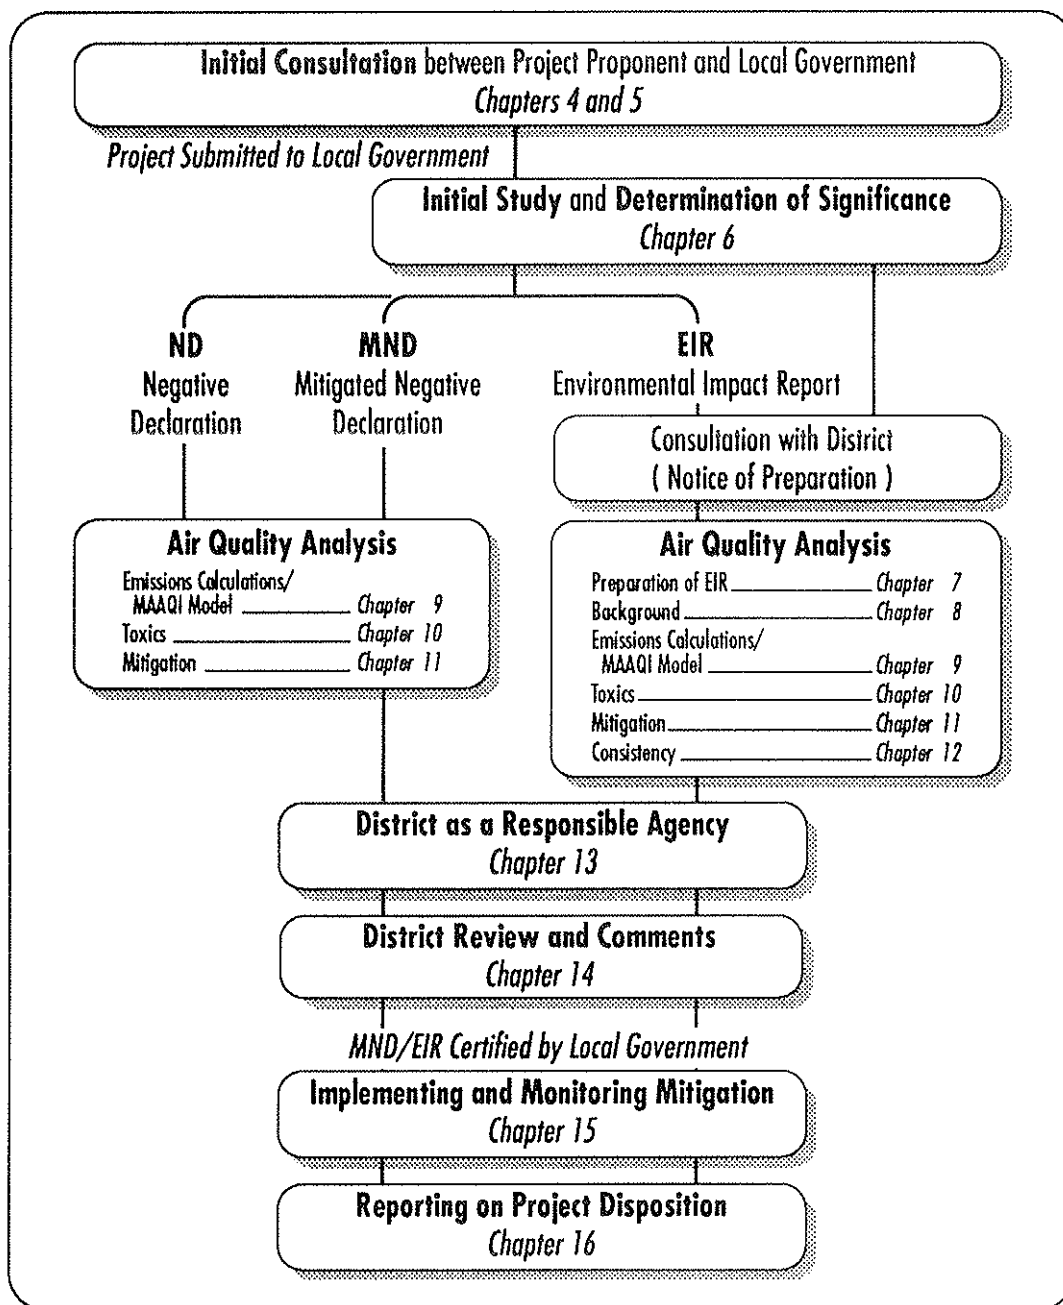 Initial Consultation between Project Proponent and Local Government
Chapters 4 and 5
Project Submitted to Local Government
Initial Study and Determination of Significance
Chapter 6
ND
Negative
Declaration
MND
Mitigated Negative
Declaration
EIR
Environmental Impact Report
Consultation with District
( Notice of Preparation )
Air Quality Analysis
Emissions Calculations/
MAAQI Model Chapter 9
Toxics Chapter 10
Mitigation Chapter 11
Air Quality Analysis
Preparation of EIR Chapter 7
Background Chapter 8
Emissions Calculations/
MAAQI Model Chapter 9
Toxics Chapter 10
Mitigation Chapter 11
Consistency Chapter 12
District as a Responsible Agency
Chapter 13
District Review and Comments
Chapter 14
MND/EIR Certified by Local Government
Implementing and Monitoring Mitigation
Chapter 15
Reporting on Project Disposition
Chapter 16